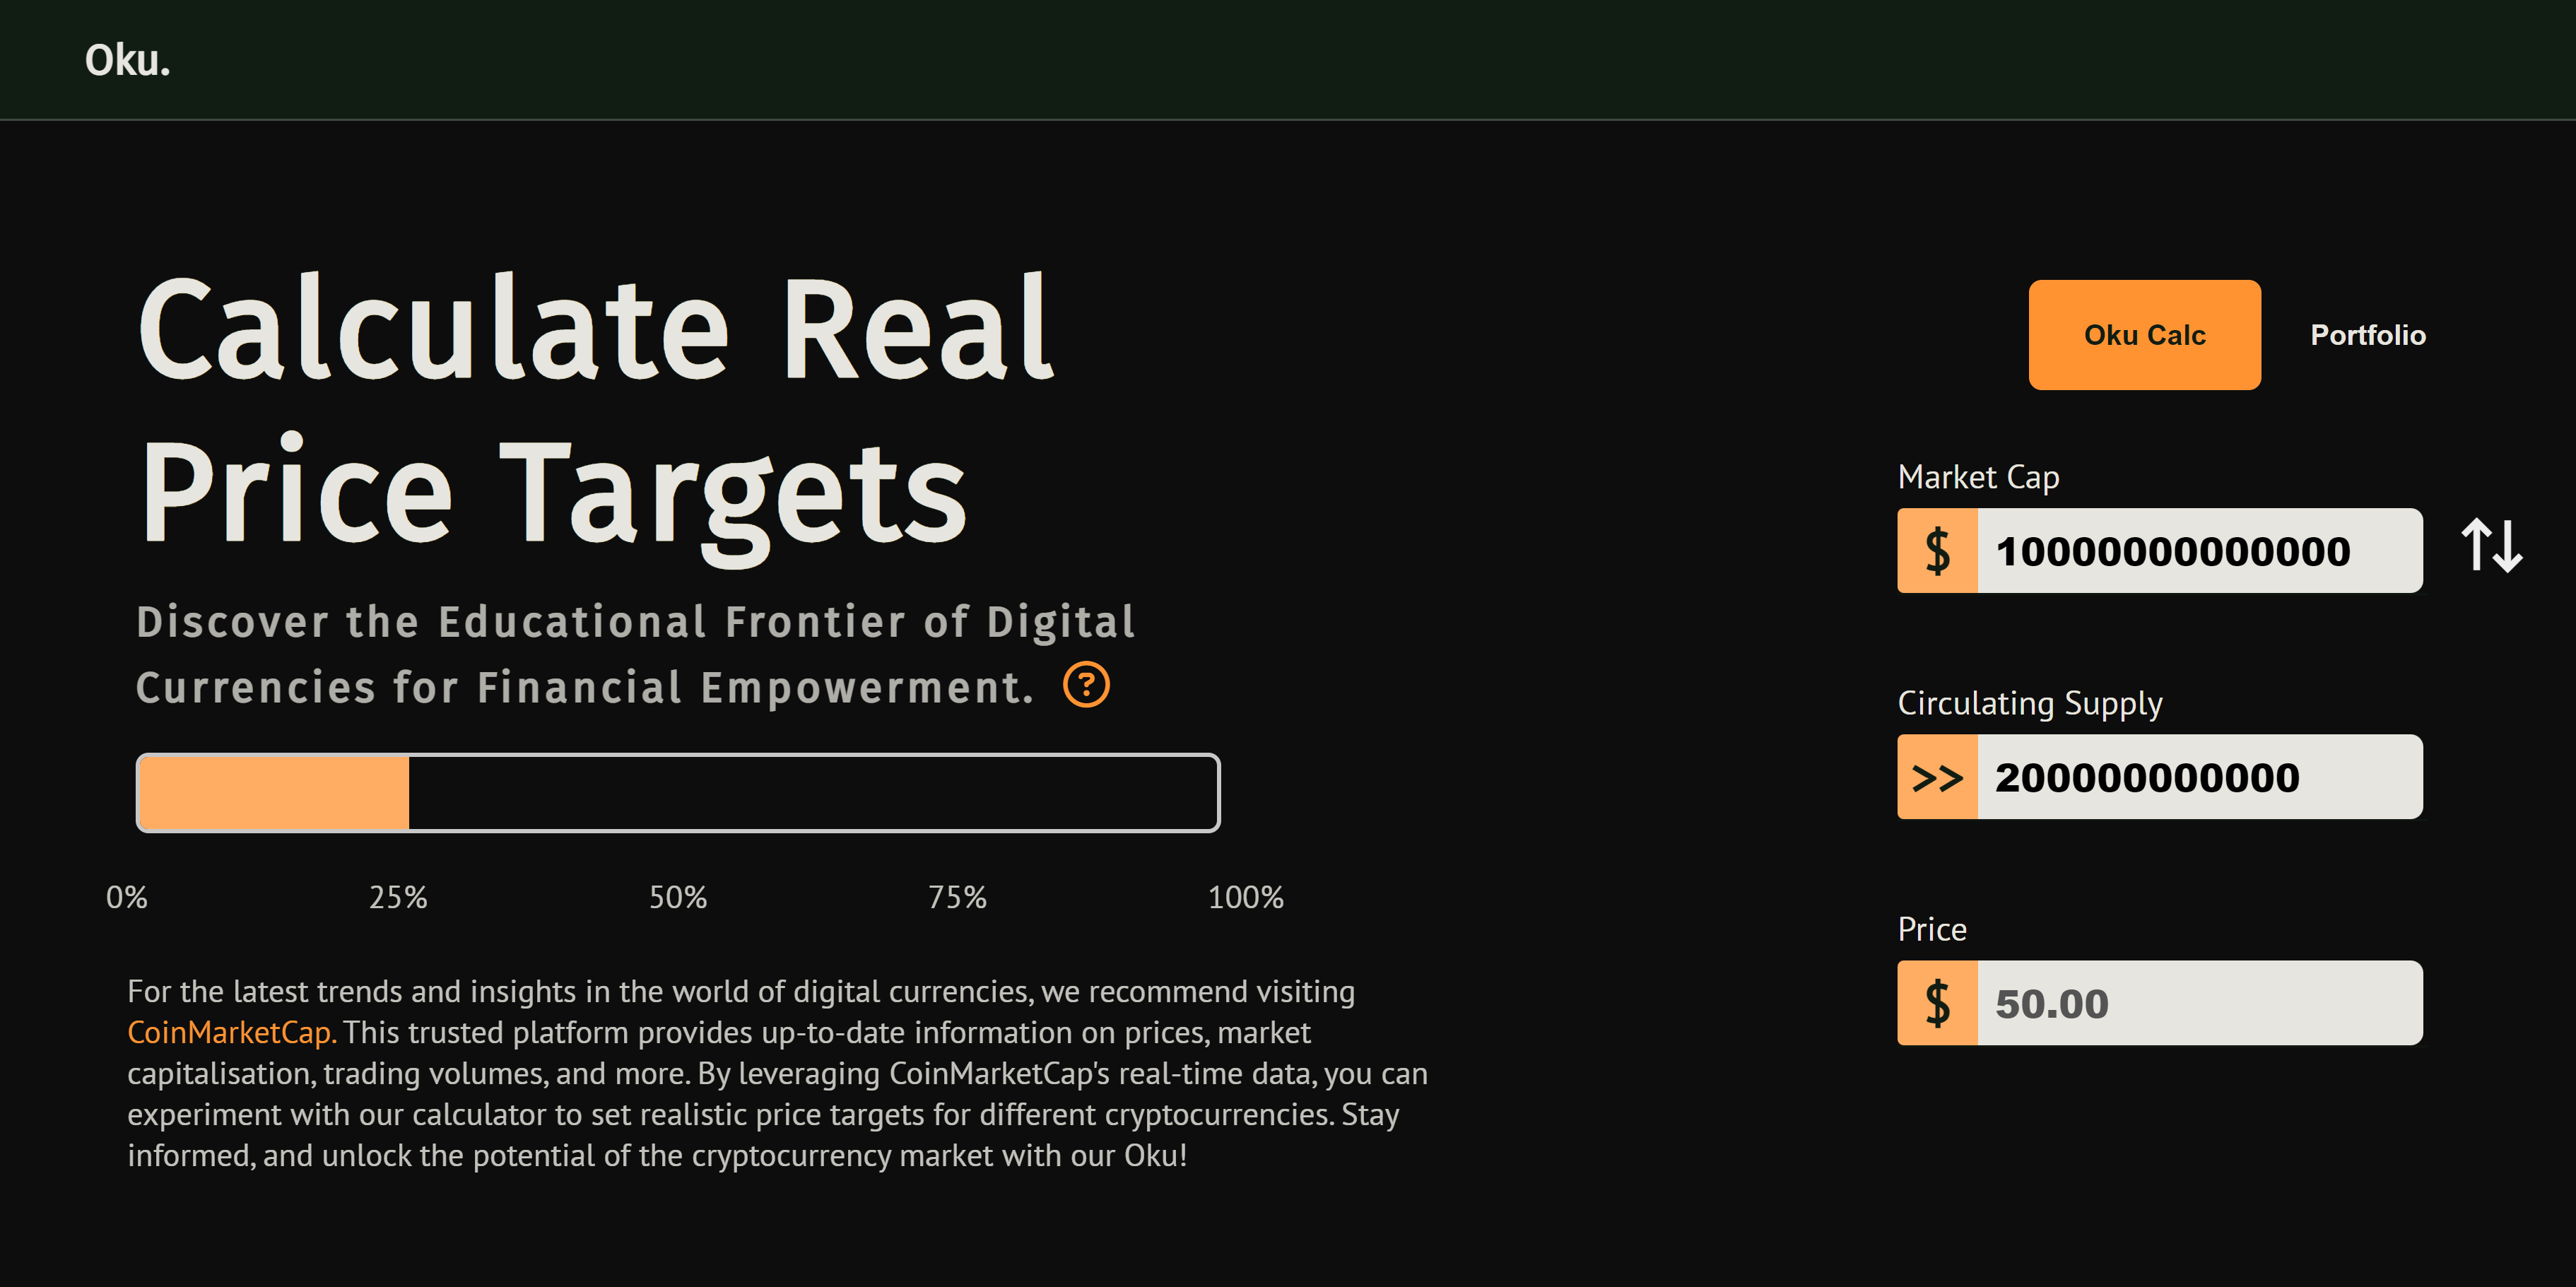 Oku.
Calculate Real
Price Targets
Discover the Educational Frontier of Digital
Currencies for Financial Empowerment. ?
0% 25% 50% 75% 100%
For the latest trends and insights in the world of digital currencies, we recommend visiting
CoinMarketCap. This trusted platform provides up-to-date information on prices, market
capitalisation, trading volumes, and more. By leveraging CoinMarketCap's real-time data, you can
experiment with our calculator to set realistic price targets for different cryptocurrencies. Stay
informed, and unlock the potential of the cryptocurrency market with our Oku!
Oku Calc Portfolio
Market Cap
$ 10000000000000
Circulating Supply
>> 200000000000
Price
$ 50.00